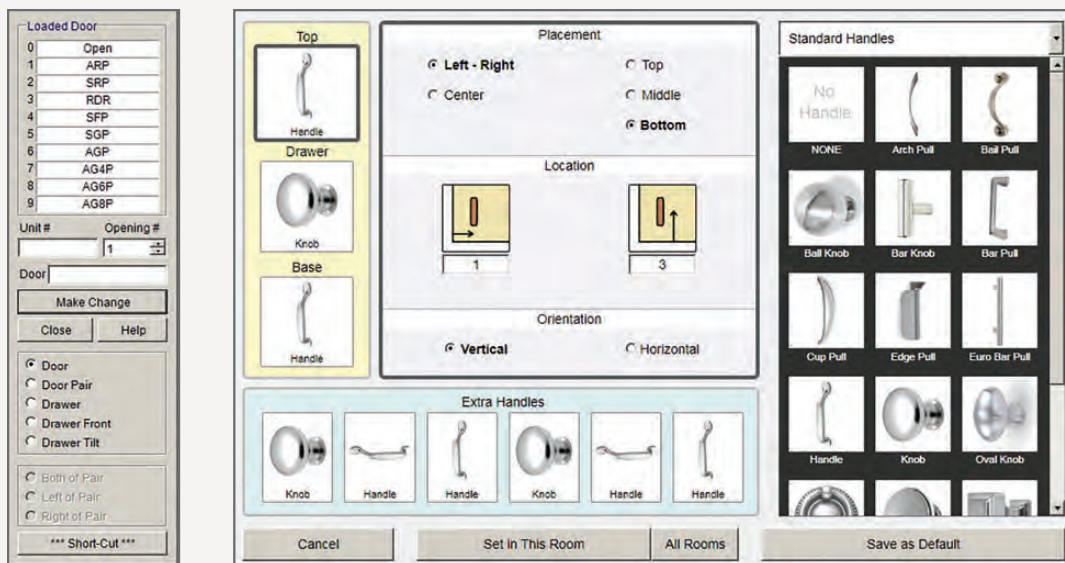 Loaded Door
0 Open
1 ARP
2 SRP
3 RDR
4 SFP
5 SGP
6 AGP
7 AG4P
8 AG6P
9 AG8P
Unit # Opening #
1
Door
Make Change
Close Help
Door
Door Pair
Drawer
Drawer Front
Drawer Tilt
Both of Pair
Left of Pair
Right of Pair
*** Short-Cut ***
Top
Handle
Drawer
Knob
Base
Handle
Placement
Left - Right Top
Center Middle
Bottom
Location
1 3
Orientation
Vertical Horizontal
Extra Handles
Knob Handle Handle Knob Handle Handle
Standard Handles
No
Handle
NONE Arch Pull Bail Pull
Ball Knob Bar Knob Bar Pull
Cup Pull Edge Pull Euro Bar Pull
Handle Knob Oval Knob
Cancel Set in This Room All Rooms Save as Default